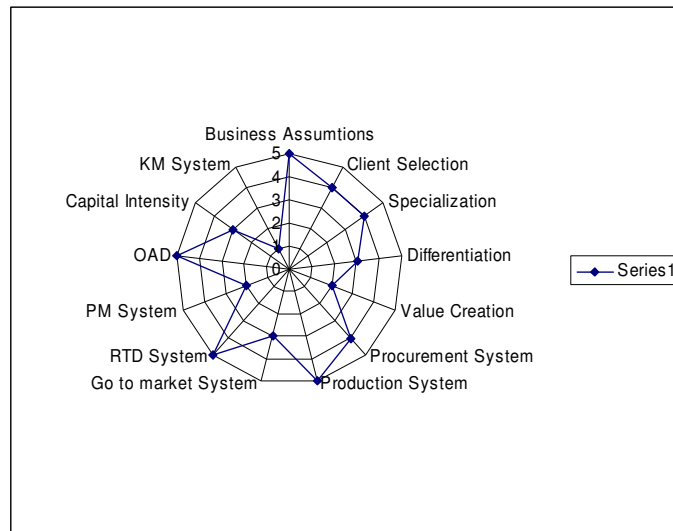 Business Assumtions
KM System
5
Client Selection
4
Capital Intensity
Specialization
3
2
1
OAD
0
Differentiation
PM System
Value Creation
RTD System
Procurement System
Go to market System
Production System
Series1